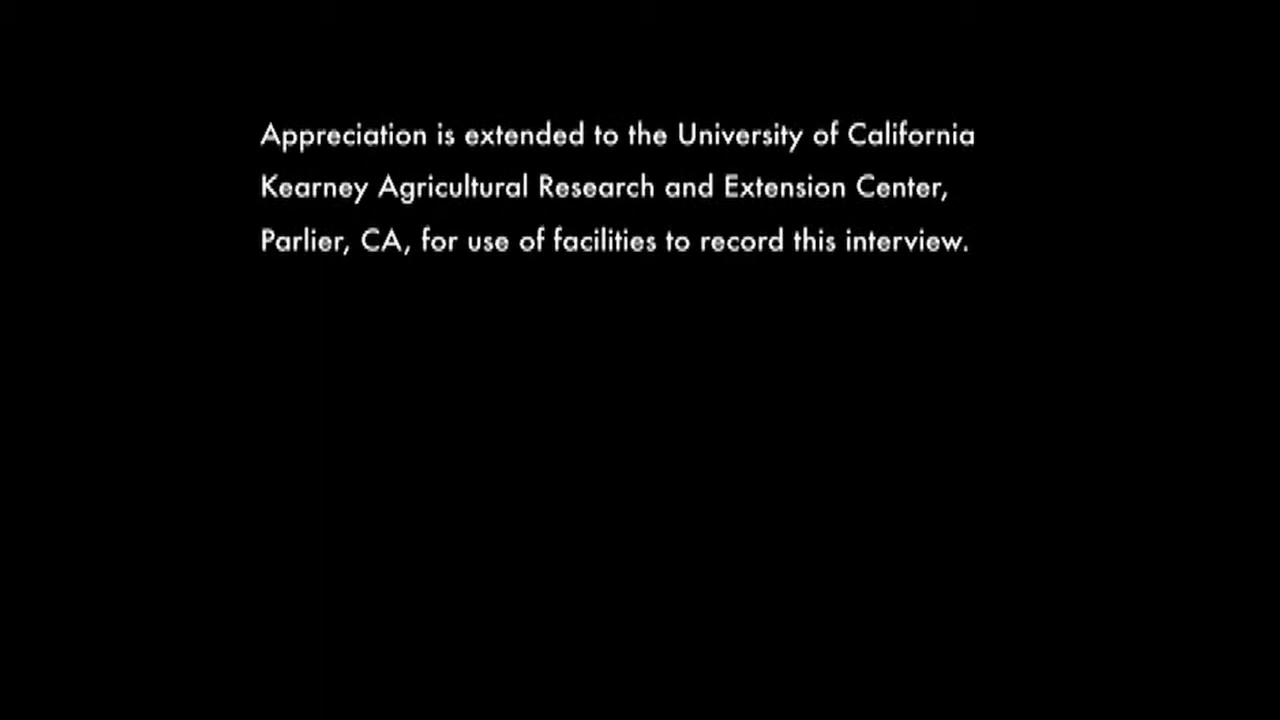 Appreciation is extended to the University of California
Kearney Agricultural Research and Extension Center,
Parlier, CA, for use of facilities to record this interview.